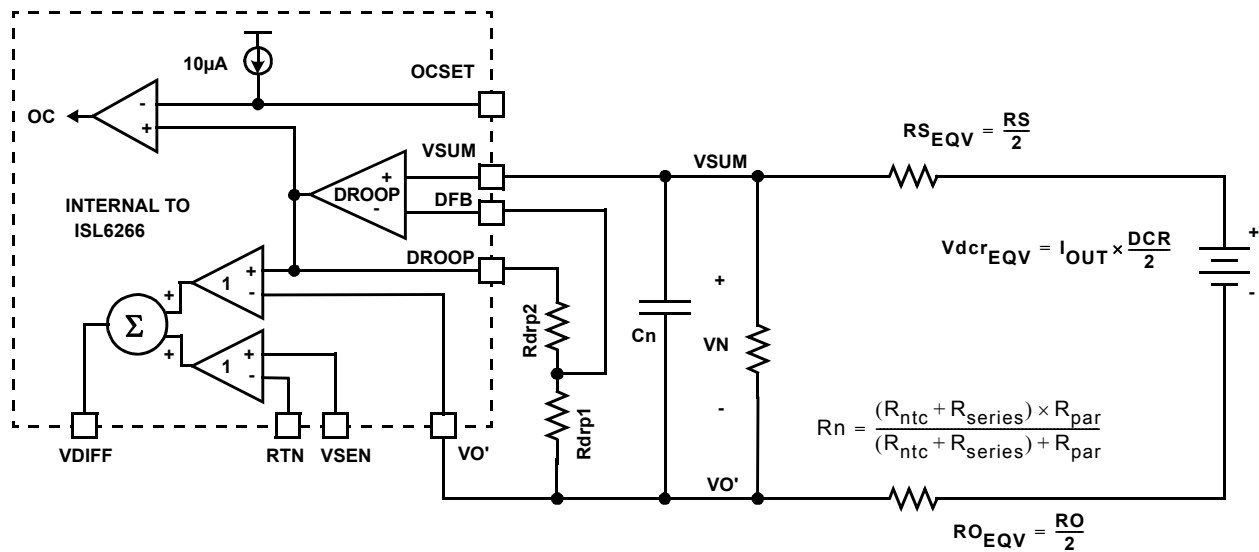 10µA
OCSET
OC
-
+
VSUM
+
DROOP
-
DFB
INTERNAL TO
ISL6266
DROOP
+
1
-
+
Σ
+
+
1
-
VDIFF
RTN
VSEN
VO'
Rdrp2
Rdrp1
VSUM
Cn
+
VN
-
VO'
RS_EQV = RS/2
Vdcr_EQV = I_OUT × DCR/2
+
-
Rn = (R_ntc + R_series) × R_par / (R_ntc + R_series) + R_par
RO_EQV = RO/2